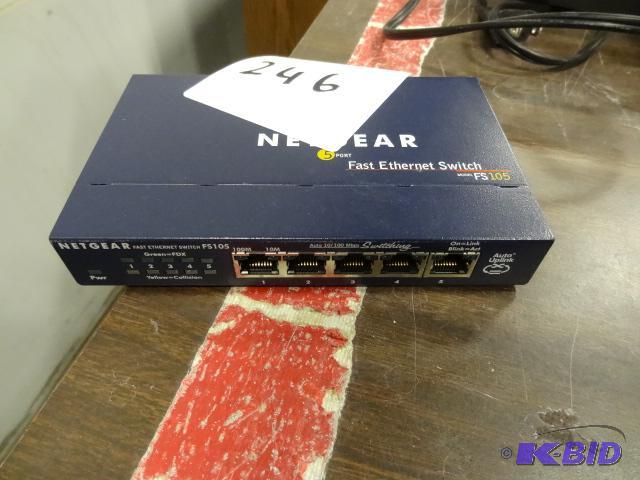 246
NETGEAR
5 PORT
Fast Ethernet Switch
MODEL FS105
NETGEAR FAST ETHERNET SWITCH FS105
100M 10M
Auto 10/100 Mbps Switching
On=Link
Blink=Act
Green=FDX
1 2 3 4 5
Yellow=Collision
Pwr
Auto
Uplink
1 2 3 4 5
© K-BID